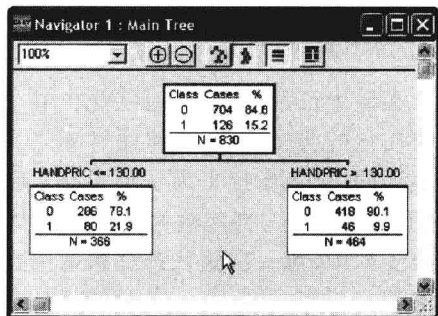 Navigator 1 : Main Tree
100%
Class Cases %
0 704 84.8
1 126 15.2
N = 830
HANDPRIC <= 130.00
HANDPRIC > 130.00
Class Cases %
0 286 78.1
1 80 21.9
N = 366
Class Cases %
0 418 90.1
1 46 9.9
N = 464